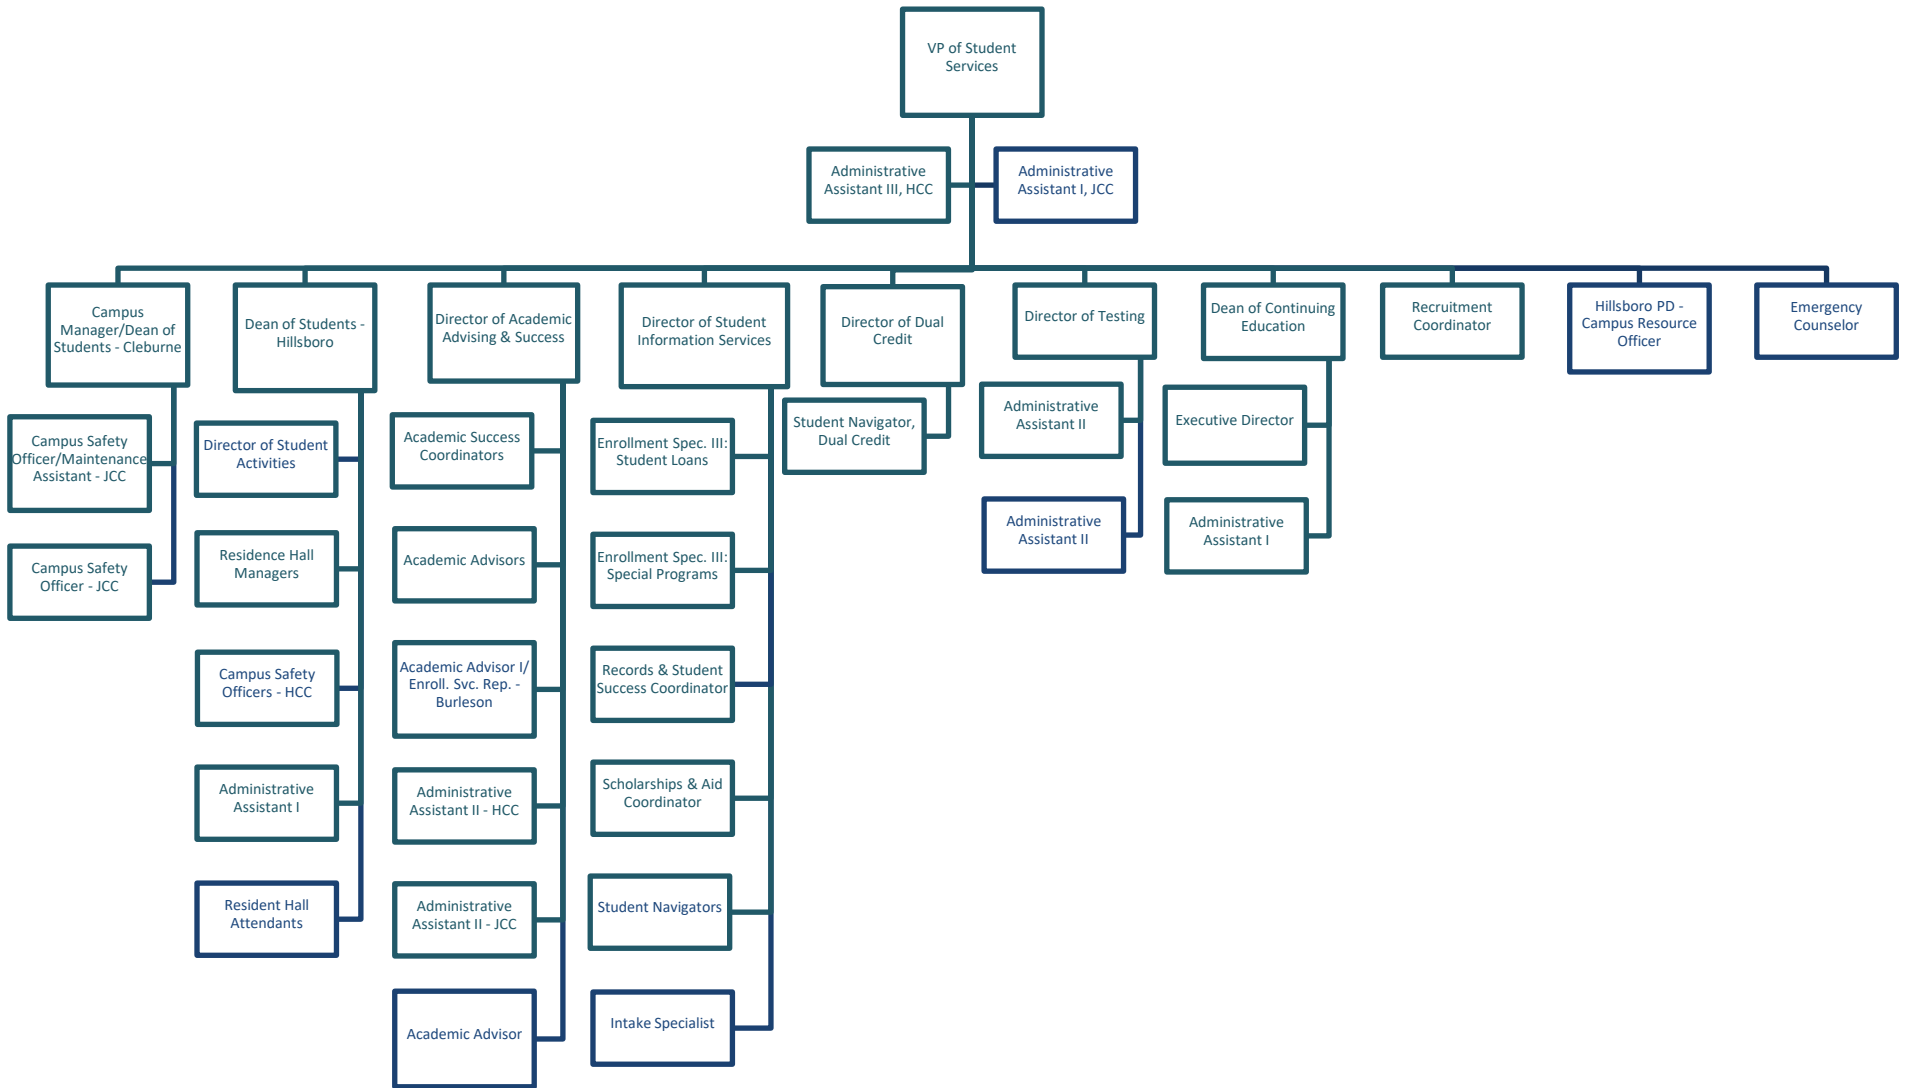 VP of Student
Services
Administrative
Assistant III, HCC
Administrative
Assistant I, JCC
Campus
Manager/Dean of
Students - Cleburne
Dean of Students -
Hillsboro
Director of Academic
Advising & Success
Director of Student
Information Services
Director of Dual
Credit
Director of Testing
Dean of Continuing
Education
Recruitment
Coordinator
Hillsboro PD -
Campus Resource
Officer
Emergency
Counselor
Campus Safety
Officer/Maintenance
Assistant - JCC
Campus Safety
Officer - JCC
Director of Student
Activities
Residence Hall
Managers
Campus Safety
Officers - HCC
Administrative
Assistant I
Resident Hall
Attendants
Academic Success
Coordinators
Academic Advisors
Academic Advisor I/
Enroll. Svc. Rep. -
Burleson
Administrative
Assistant II - HCC
Administrative
Assistant II - JCC
Academic Advisor
Enrollment Spec. III:
Student Loans
Enrollment Spec. III:
Special Programs
Records & Student
Success Coordinator
Scholarships & Aid
Coordinator
Student Navigators
Intake Specialist
Student Navigator,
Dual Credit
Administrative
Assistant II
Administrative
Assistant II
Executive Director
Administrative
Assistant I